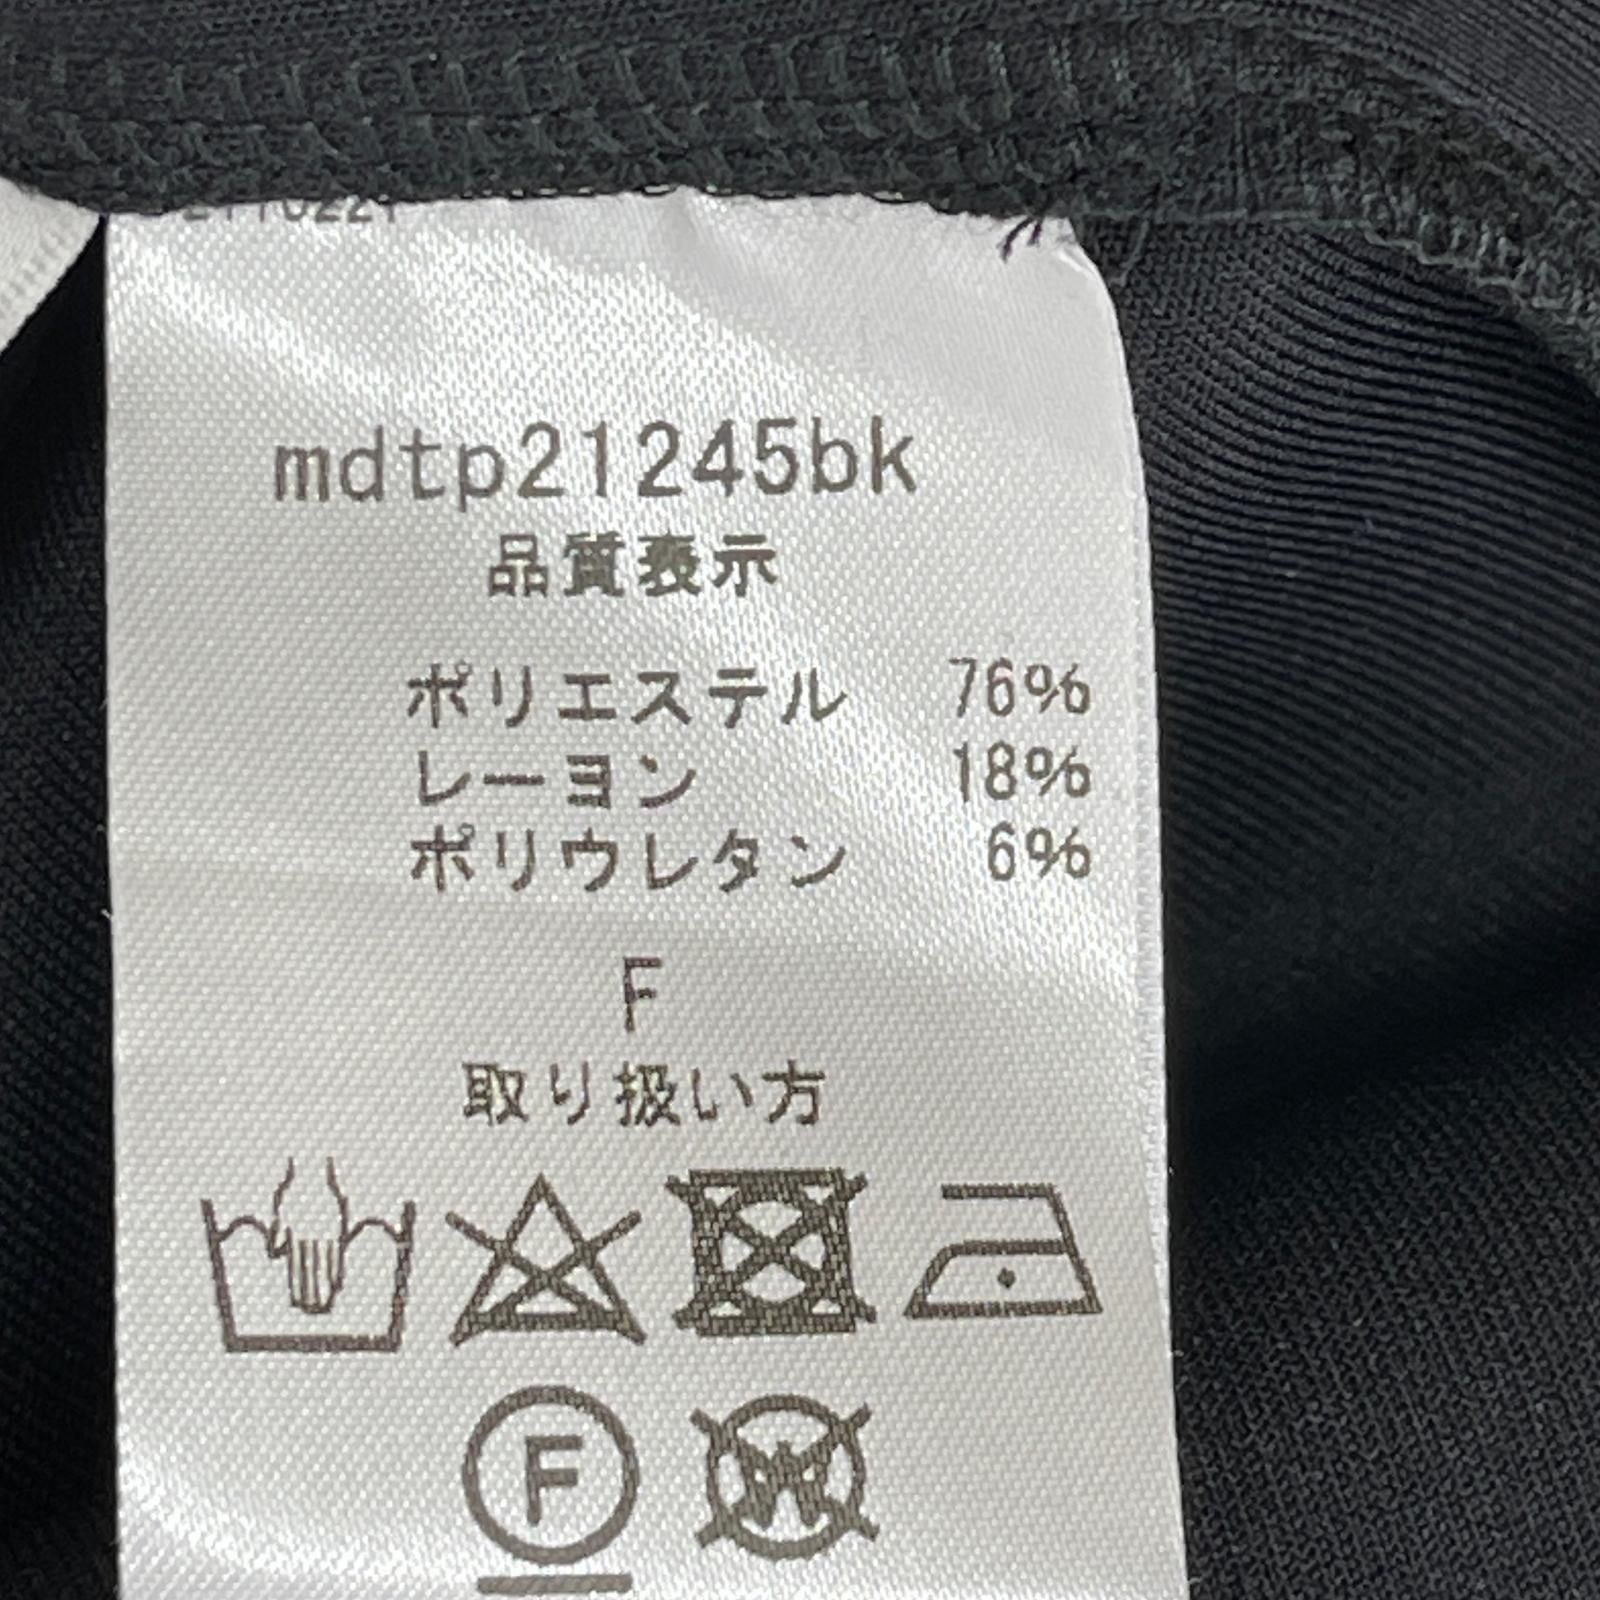 mdtp21245bk
品質表示
ポリエステル 76%
レーヨン 18%
ポリウレタン 6%
F
取り扱い方
F
W